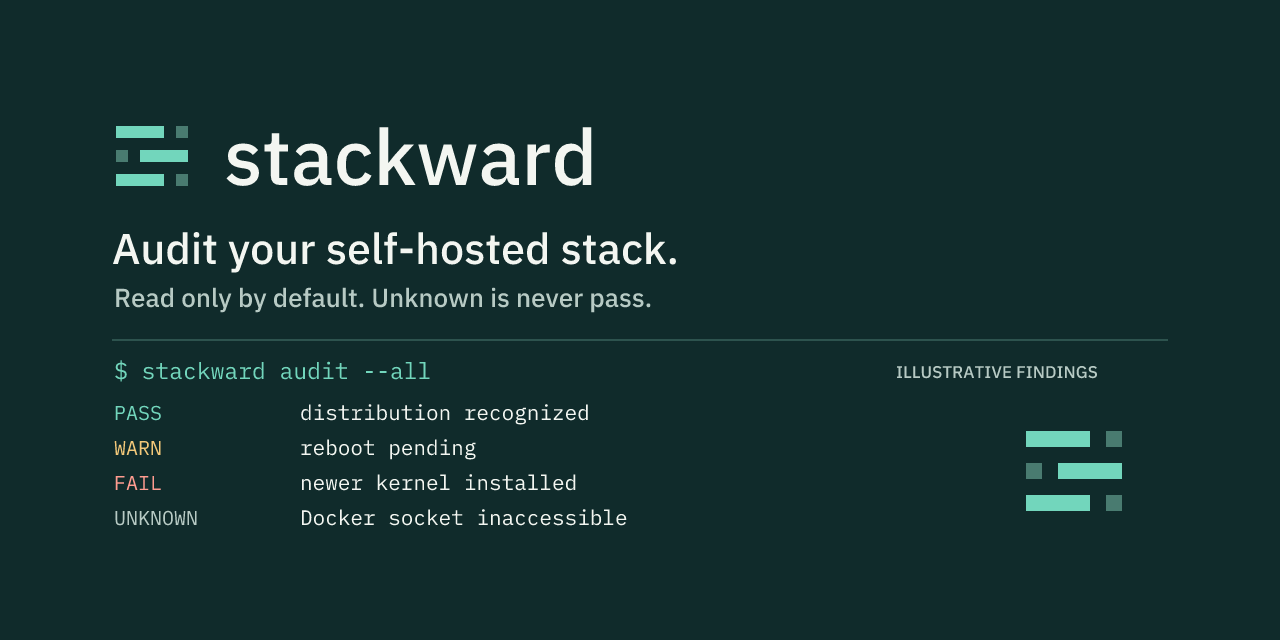 stackward
Audit your self-hosted stack.
Read only by default. Unknown is never pass.
$ stackward audit --all
ILLUSTRATIVE FINDINGS
PASS distribution recognized
WARN reboot pending
FAIL newer kernel installed
UNKNOWN Docker socket inaccessible